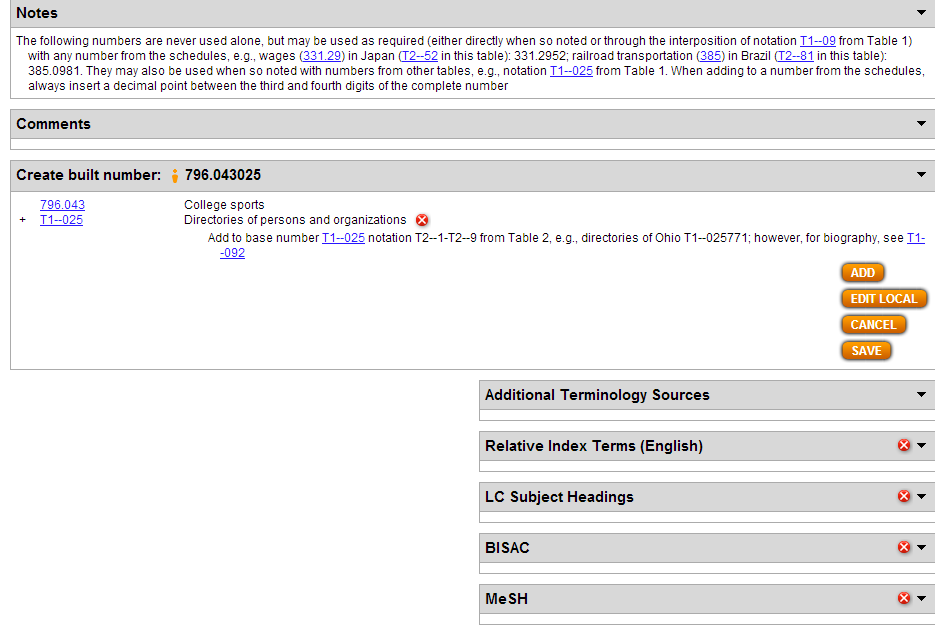 Notes
The following numbers are never used alone, but may be used as required (either directly when so noted or through the interposition of notation T1--09 from Table 1)
with any number from the schedules, e.g., wages (331.29) in Japan (T2--52 in this table): 331.2952; railroad transportation (385) in Brazil (T2--81 in this table):
385.0981. They may also be used when so noted with numbers from other tables, e.g., notation T1--025 from Table 1. When adding to a number from the schedules,
always insert a decimal point between the third and fourth digits of the complete number
Comments
Create built number: 796.043025
796.043 College sports
+ T1--025 Directories of persons and organizations
Add to base number T1--025 notation T2--1-T2--9 from Table 2, e.g., directories of Ohio T1--025771; however, for biography, see T1-
-092
ADD
EDIT LOCAL
CANCEL
SAVE
Additional Terminology Sources
Relative Index Terms (English)
LC Subject Headings
BISAC
MeSH